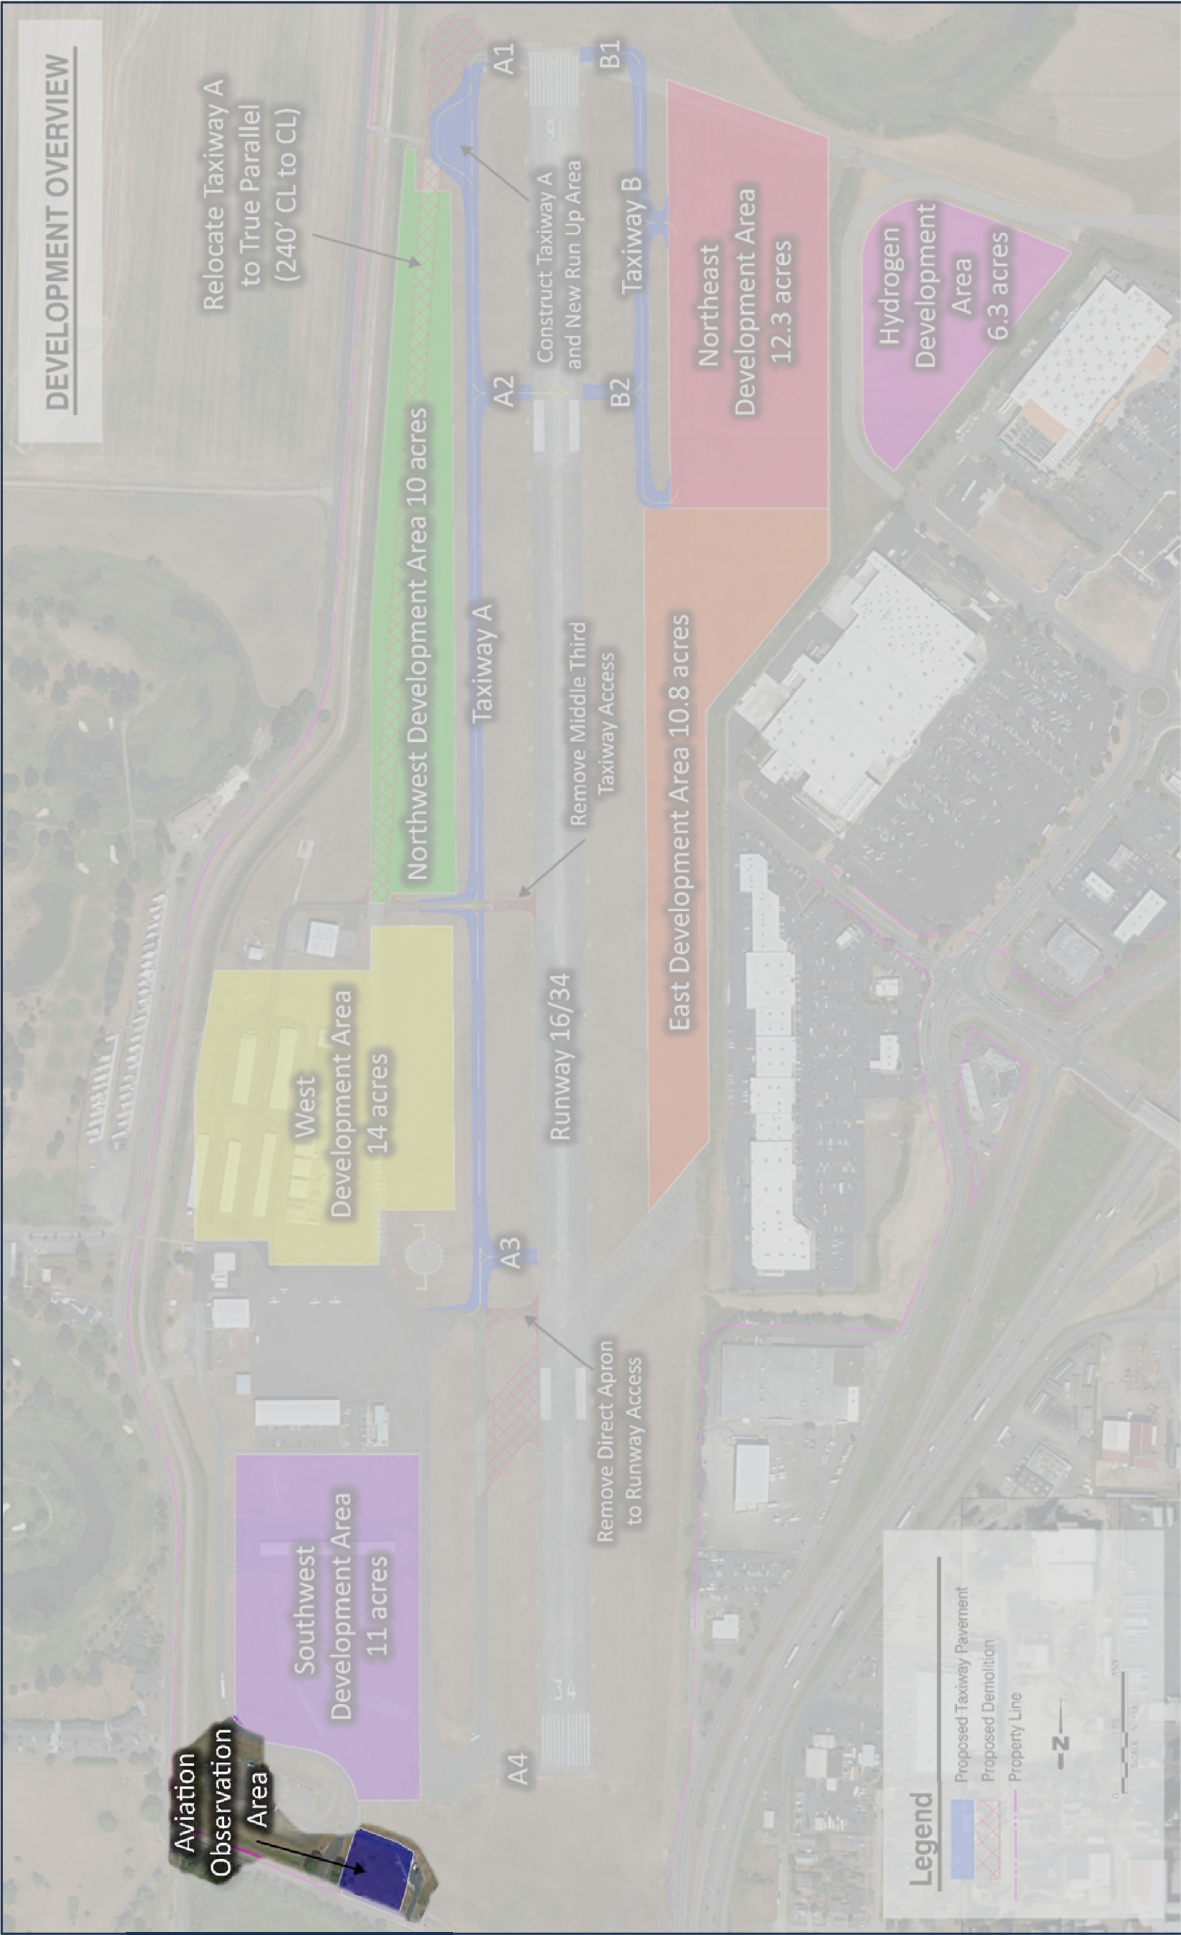 DEVELOPMENT OVERVIEW
Relocate Taxiway A
to True Parallel
(240' CL to CL)
A1
B1
Construct Taxiway A
and New Run Up Area
Taxiway B
A2
B2
Northeast
Development Area
12.3 acres
Hydrogen
Development
Area
6.3 acres
Northwest Development Area 10 acres
Taxiway A
Remove Middle Third
Taxiway Access
East Development Area 10.8 acres
Runway 16/34
West
Development Area
14 acres
A3
Remove Direct Apron
to Runway Access
Southwest
Development Area
11 acres
34
A4
Aviation
Observation
Area
Legend
Proposed Taxiway Pavement
Proposed Demolition
Property Line
N
0